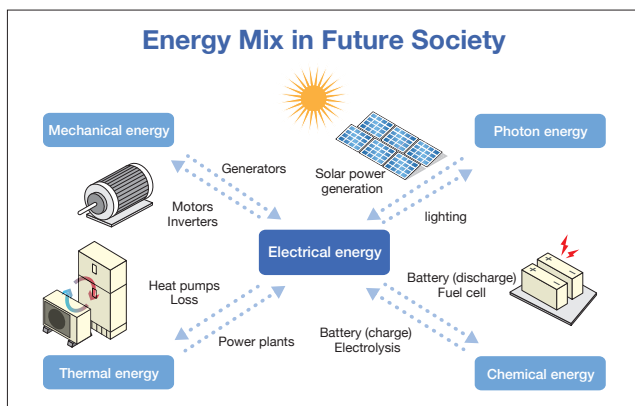 Energy Mix in Future Society
Mechanical energy
Photon energy
Generators
Solar power
generation
Motors
Inverters
lighting
Electrical energy
Heat pumps
Loss
Battery (discharge)
Fuel cell
Power plants
Battery (charge)
Electrolysis
Thermal energy
Chemical energy